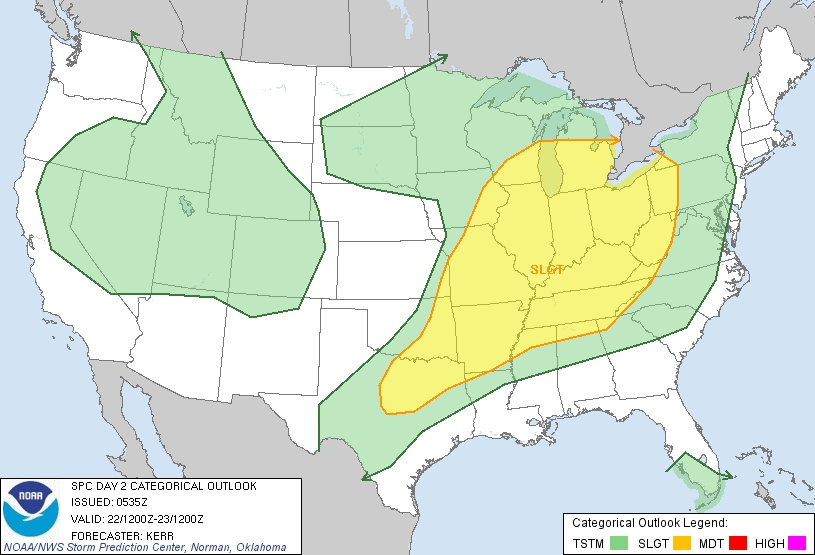 SLGT
SPC DAY 2 CATEGORICAL OUTLOOK
ISSUED: 0535Z
VALID: 22/1200Z-23/1200Z
FORECASTER: KERR
NOAA/NWS Storm Prediction Center, Norman, Oklahoma
NOAA
Categorical Outlook Legend:
TSTM SLGT MDT HIGH